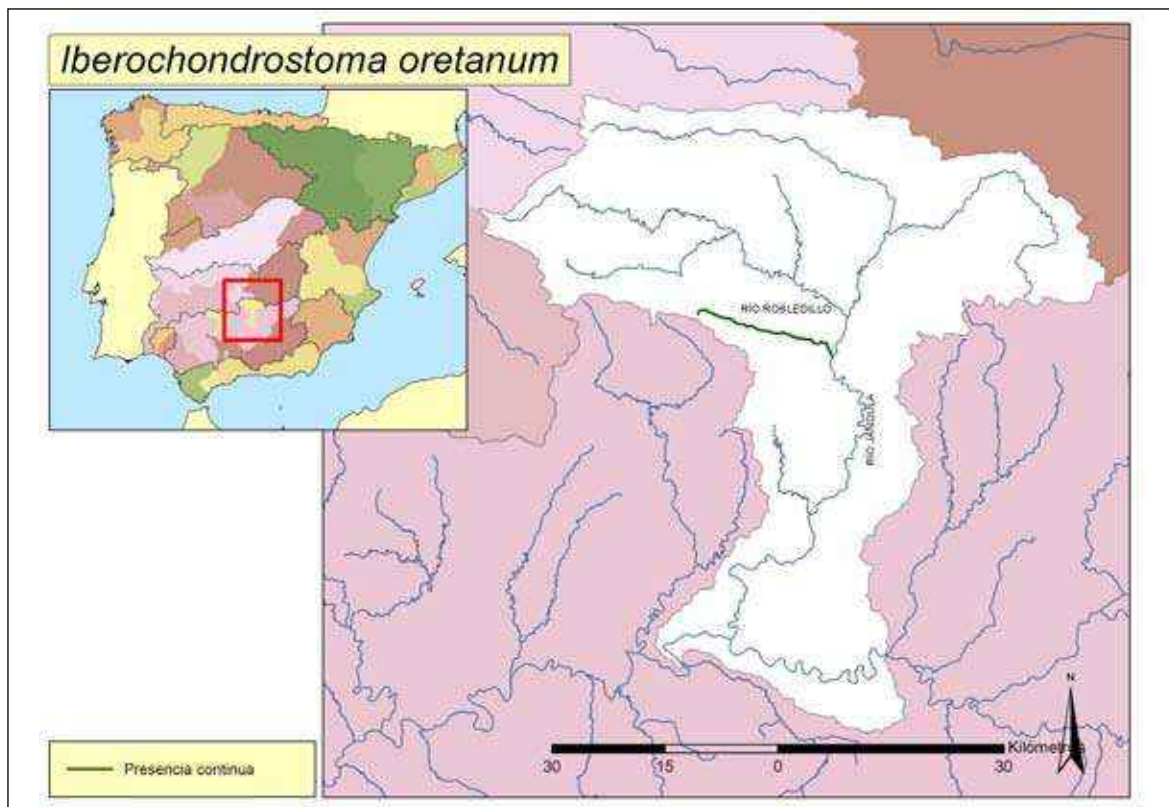 Iberochondrostoma oretanum
RIO ROBLEDILLO
RIO JANDULA
N
Kilómetros
30 15 0 30
Presencia continua